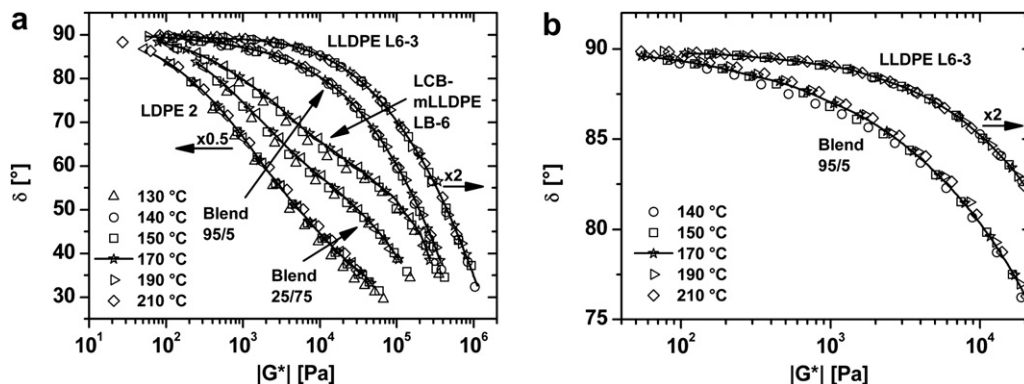 a
90
80
70
60
50
40
30
δ [°]
LLDPE L6-3
LCB-
mLLDPE
LB-6
LDPE 2
x0.5
x2
Blend
95/5
Blend
25/75
130 °C
140 °C
150 °C
170 °C
190 °C
210 °C
10¹ 10² 10³ 10⁴ 10⁵ 10⁶
|G*| [Pa]
b
90
85
80
75
δ [°]
LLDPE L6-3
x2
Blend
95/5
140 °C
150 °C
170 °C
190 °C
210 °C
10² 10³ 10⁴
|G*| [Pa]